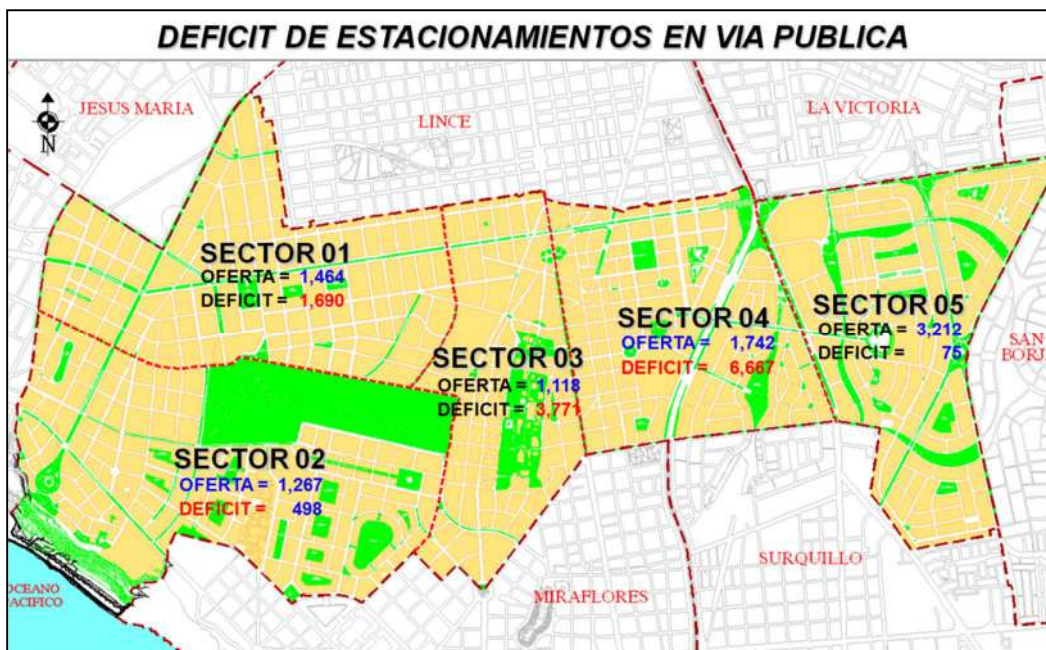 DEFICIT DE ESTACIONAMIENTOS EN VIA PUBLICA
JESUS MARIA
LINCE
LA VICTORIA
N
SECTOR 01
OFERTA = 1,464
DEFICIT = 1,690
SECTOR 04
OFERTA = 1,742
DEFICIT = 6,667
SECTOR 05
OFERTA = 3,212
DEFICIT = 75
SAN
BORJ
SECTOR 03
OFERTA = 1,118
DEFICIT = 3,771
SECTOR 02
OFERTA = 1,267
DEFICIT = 498
SURQUILLO
MIRAFLORES
OCEANO
PACIFICO